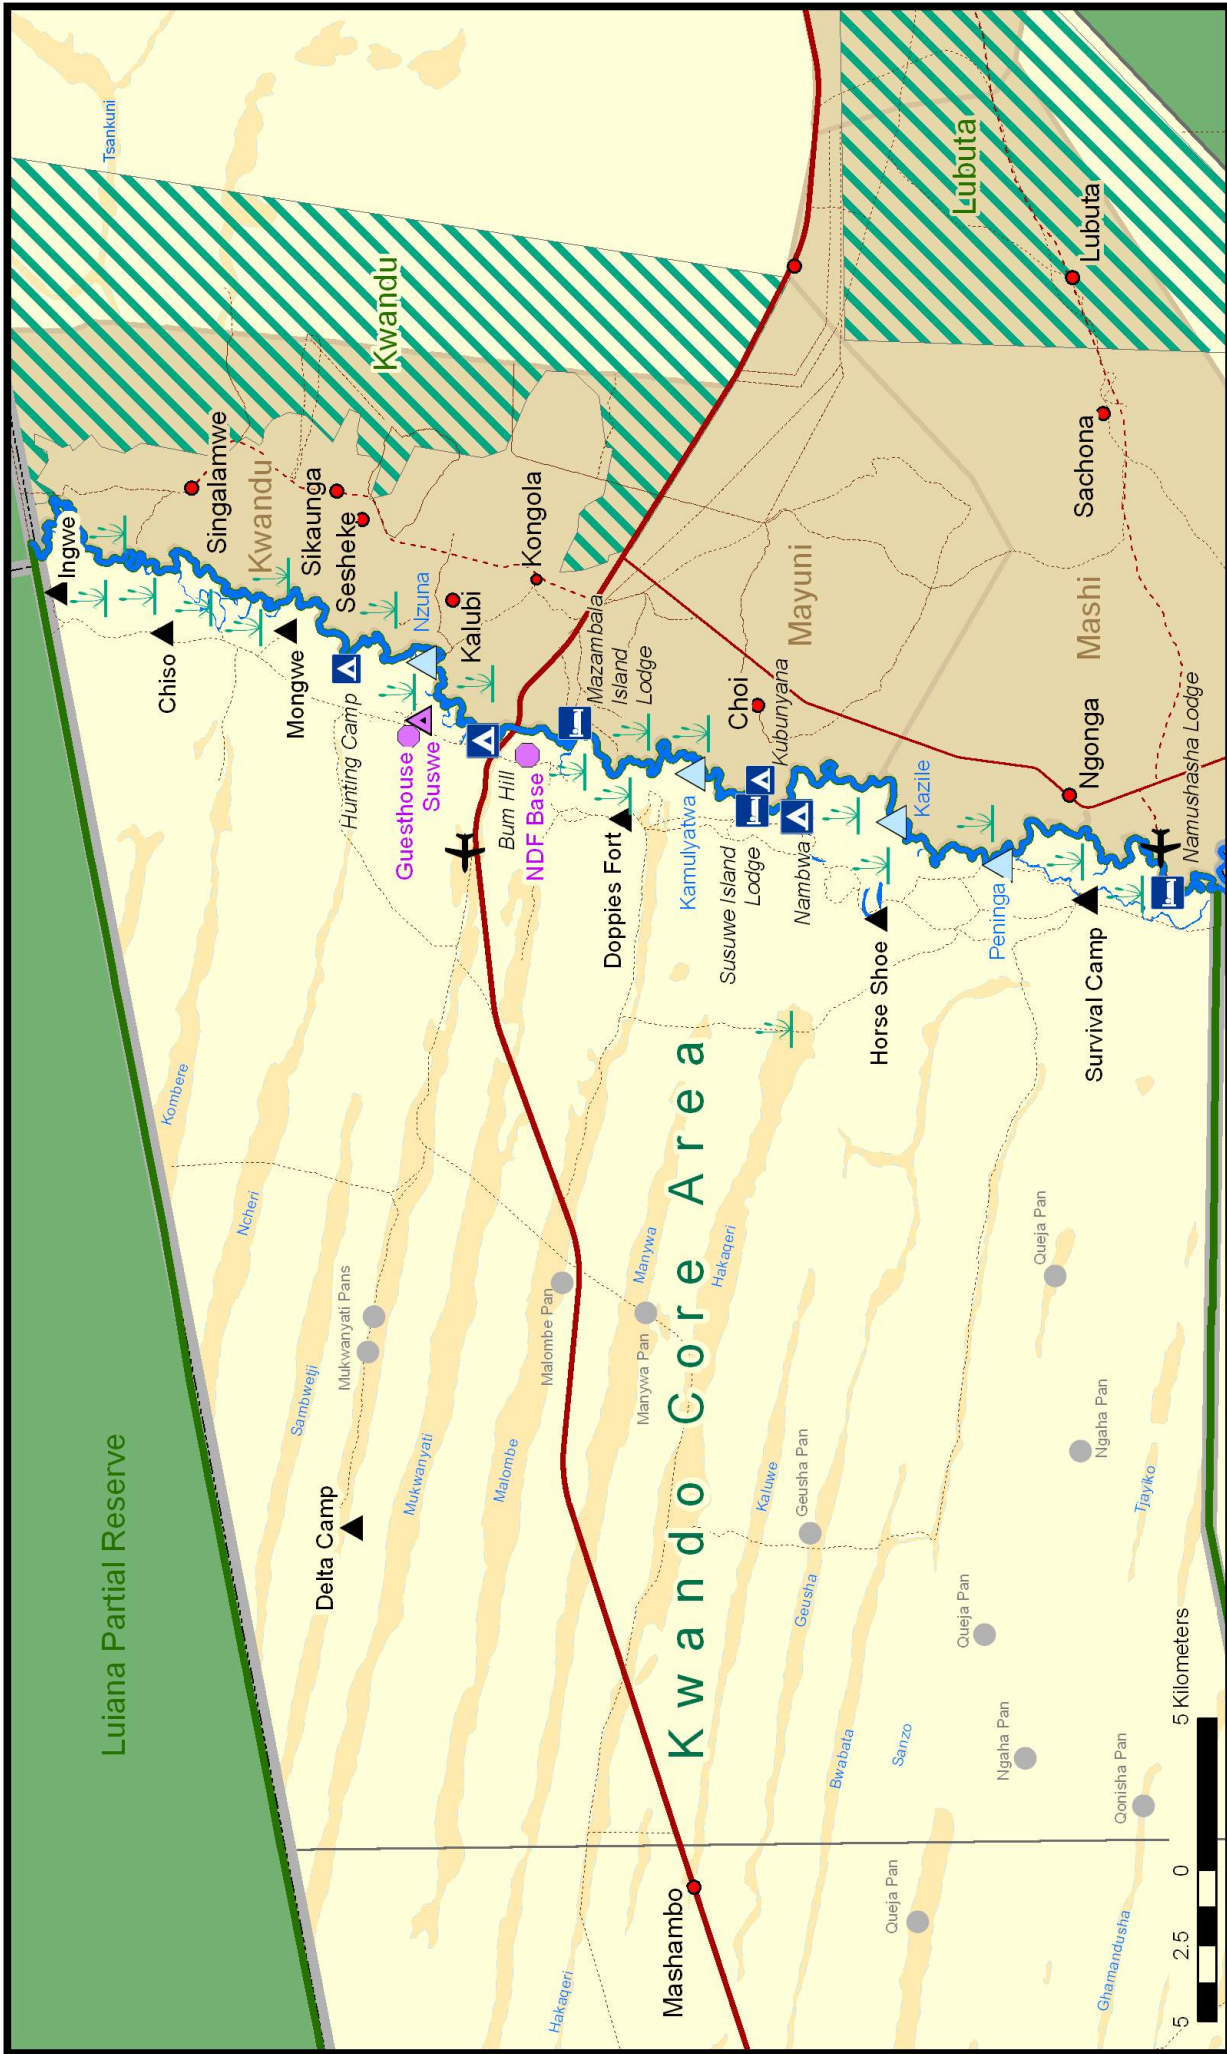 Luiana Partial Reserve
Tsankuni
Kombere
Ncheri
Sambwetji
Mukwanyati Pans
Mukwanyati
Malombe
Malombe Pan
Manywa
Manywa Pan
Hakaqeri
Hakaqeri
Kaluwe
Geusha Pan
Geusha
Bwabata
Sanzo
Queja Pan
Queja Pan
Queja Pan
Ngaha Pan
Ngaha Pan
Qonisha Pan
Tjayiko
Ghamandusha
Delta Camp
Mashambo
Kwando Core Area
Ingwe
Chiso
Mongwe
Hunting Camp
Guesthouse
Susuwe
Bum Hill
NDF Base
Doppies Fort
Kamulyatwa
Susuwe Island
Lodge
Nambwa
Horse Shoe
Peninga
Survival Camp
Singalamwe
Kwandu
Sikaunga
Sesheke
Nzuna
Kalubi
Kongola
Kwandu
Mazambala
Island
Lodge
Choi
Kubunyana
Mayuni
Kazile
Mashi
Ngonga
Namushasha Lodge
Sachona
Lubuta
Lubuta
5 2.5 0 5 Kilometers